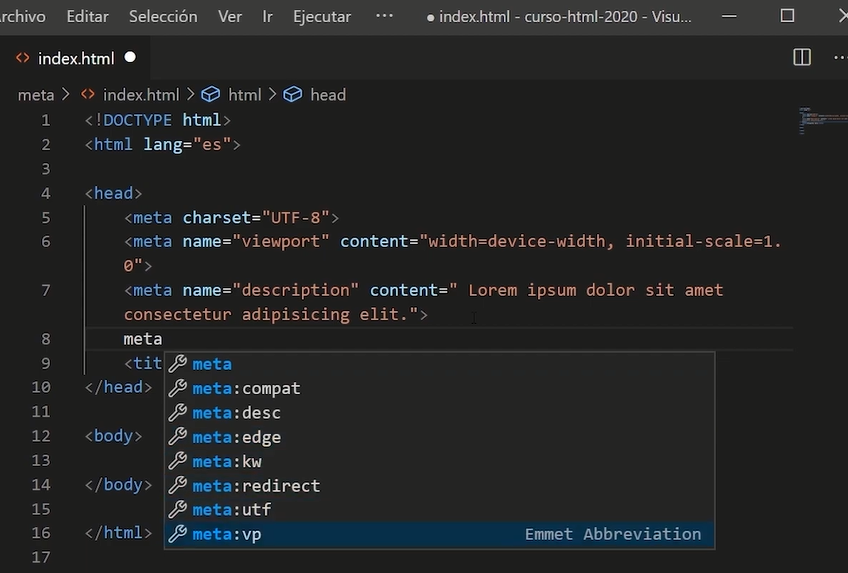 rchivo Editar Selección Ver Ir Ejecutar ··· ● index.html - curso-html-2020 - Visu...
index.html ●
meta > index.html > html > head
1 <!DOCTYPE html>
2 <html lang="es">
3
4 <head>
5 <meta charset="UTF-8">
6 <meta name="viewport" content="width=device-width, initial-scale=1.
0">
7 <meta name="description" content=" Lorem ipsum dolor sit amet
consectetur adipisicing elit.">
8 meta
9 <tit
meta
meta:compat
meta:desc
meta:edge
meta:kw
meta:redirect
meta:utf
meta:vp Emmet Abbreviation
10 </head>
11
12 <body>
13
14 </body>
15
16 </html>
17